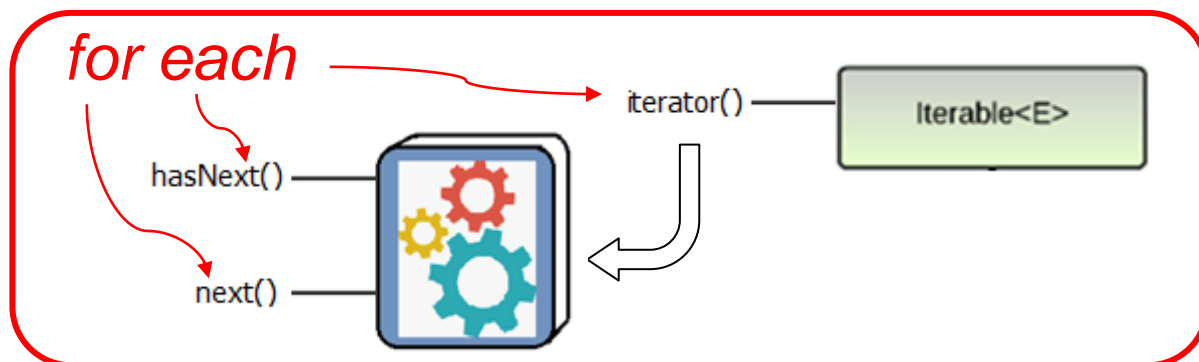 for each
iterator()
Iterable<E>
hasNext()
next()